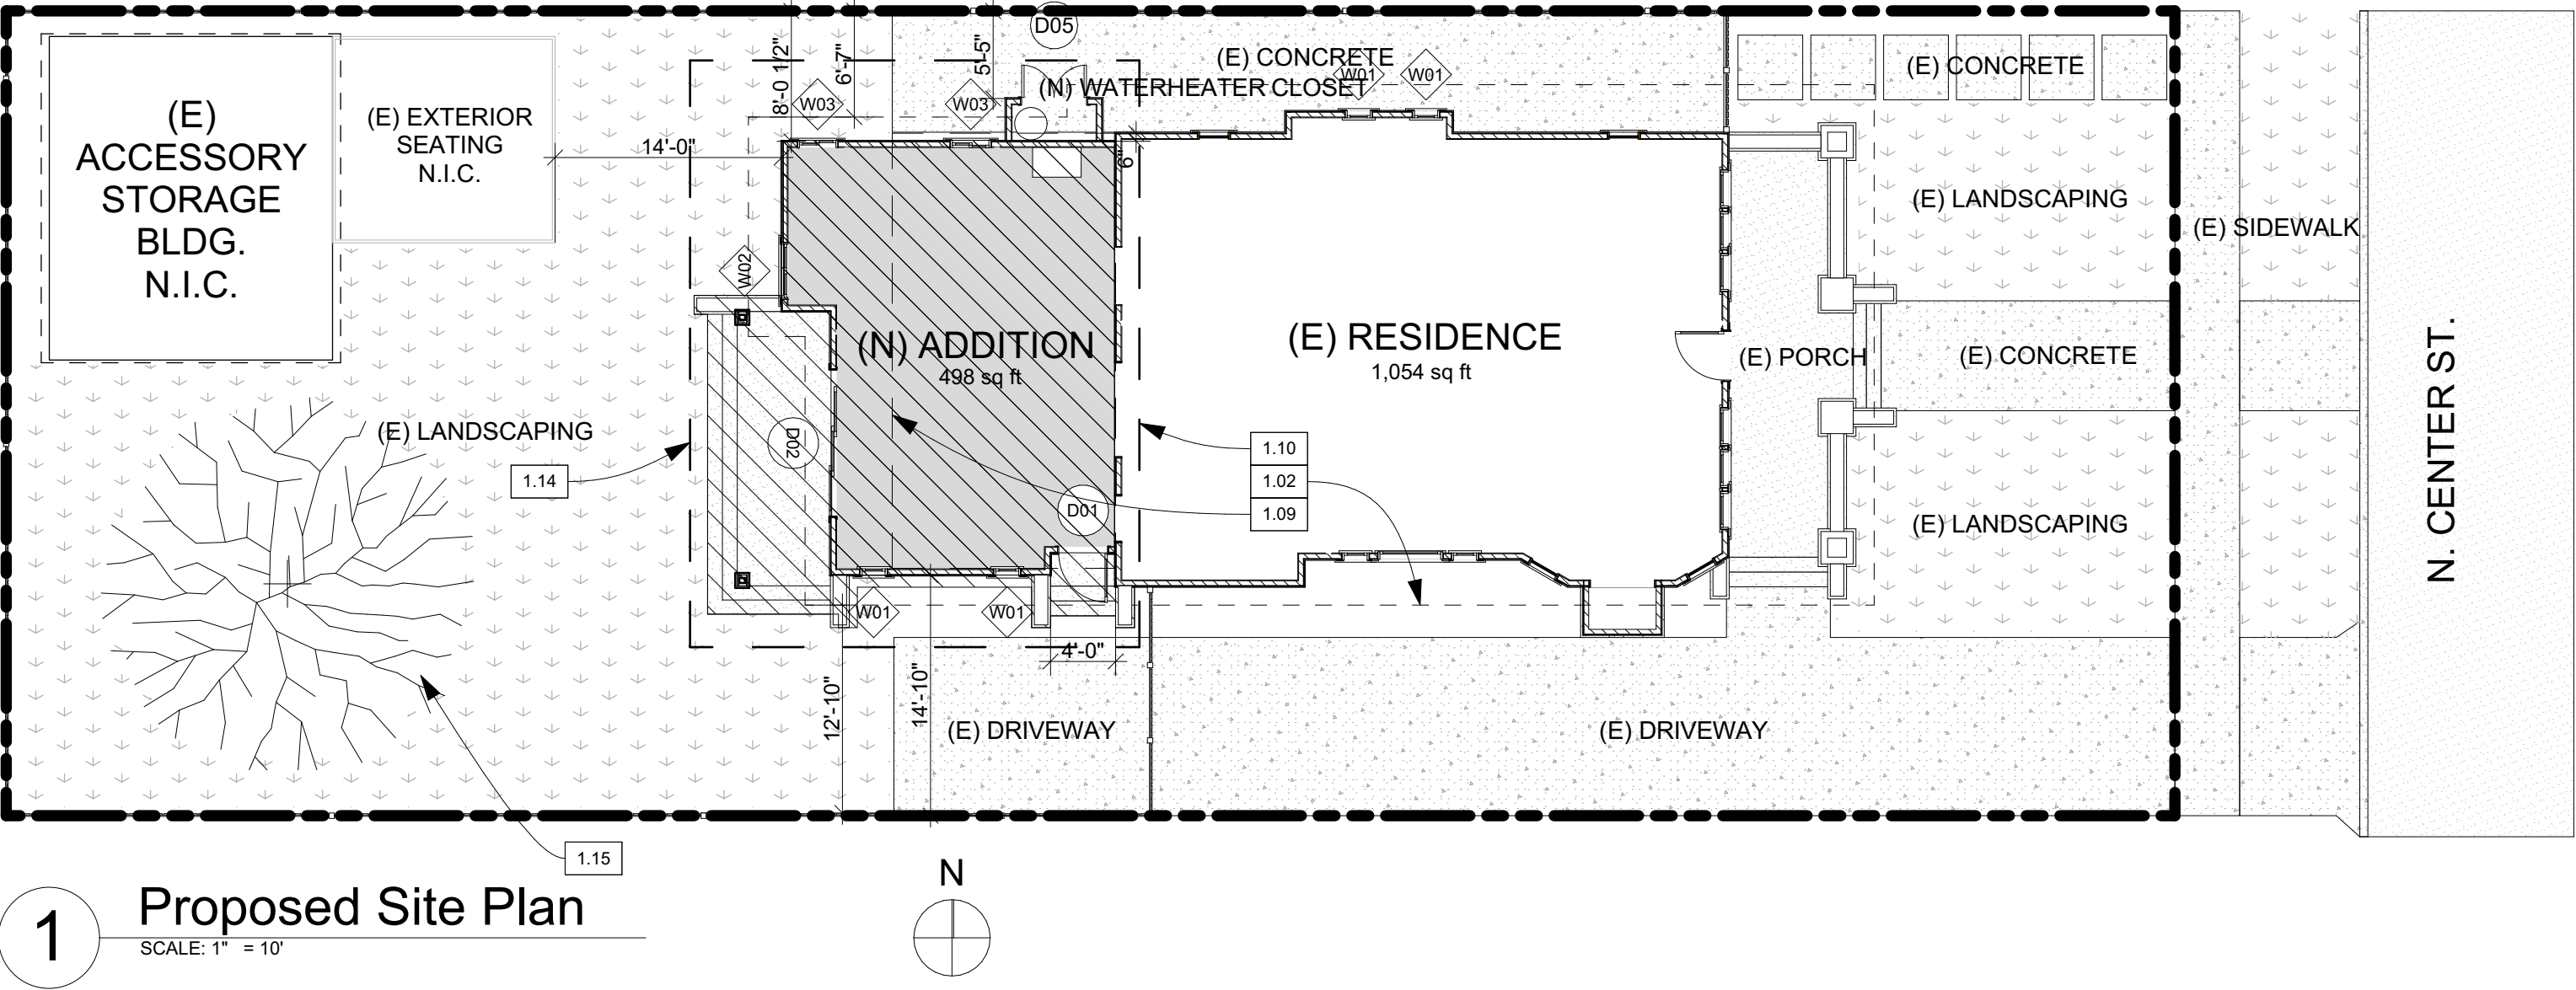 D05
8'-0 1/2"
6'-7"
5'-5"
(E) CONCRETE
(N) WATERHEATER CLOSET
W01
W01
(E) CONCRETE
(E)
ACCESSORY
STORAGE
BLDG.
N.I.C.
(E) EXTERIOR
SEATING
N.I.C.
W03
W03
14'-0"
6"
(E) LANDSCAPING
(E) SIDEWALK
W02
(N) ADDITION
498 sq ft
(E) RESIDENCE
1,054 sq ft
(E) PORCH
(E) CONCRETE
N. CENTER ST.
(E) LANDSCAPING
D02
1.14
1.10
1.02
1.09
D01
(E) LANDSCAPING
W01
W01
4'-0"
12'-10"
14'-10"
(E) DRIVEWAY
(E) DRIVEWAY
1.15
N
1
Proposed Site Plan
SCALE: 1" = 10'